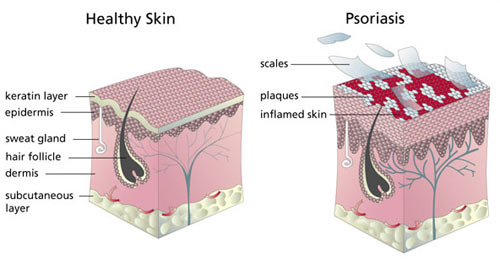 Healthy Skin
keratin layer
epidermis
sweat gland
hair follicle
dermis
subcutaneous
layer
Psoriasis
scales
plaques
inflamed skin